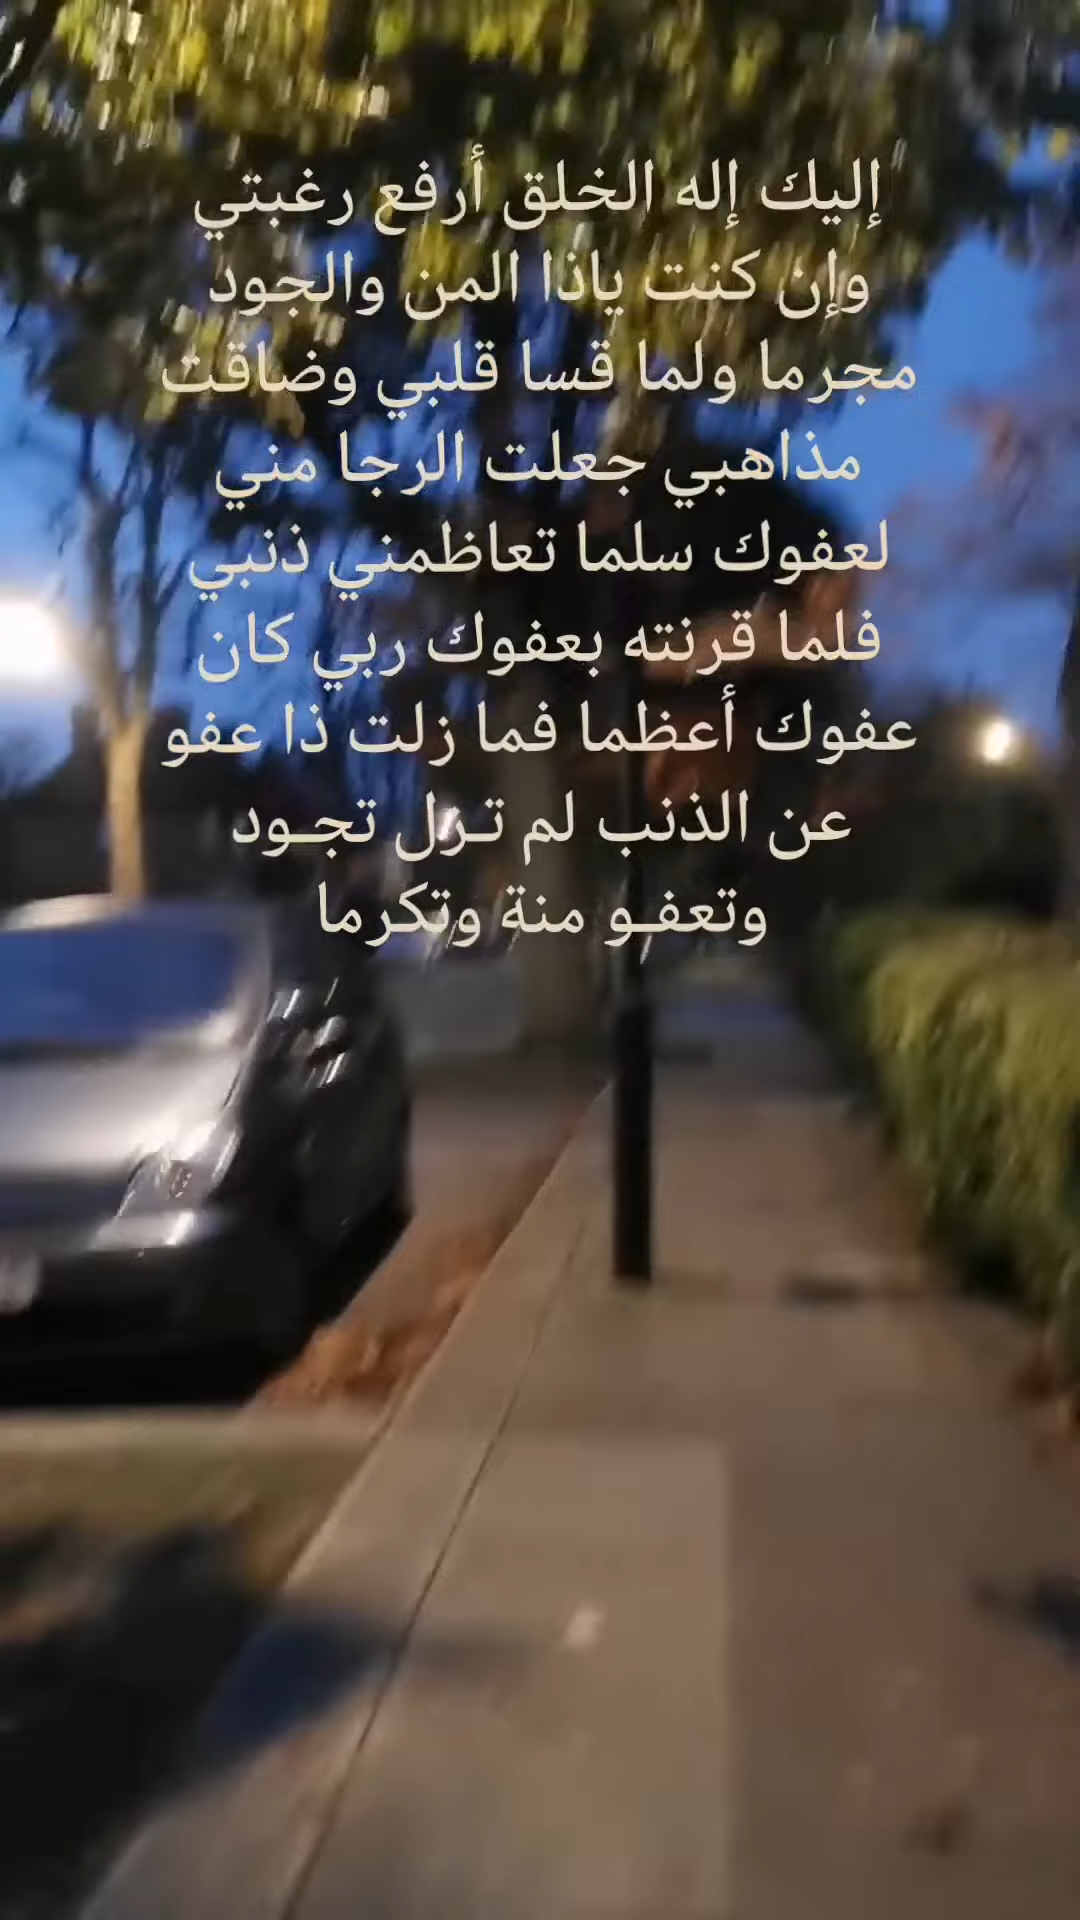 إليك إله الخلق أرفع رغبتي
وإن كنت ياذا المن والجود
مجرما ولما قسا قلبي وضاقت
مذاهبي جعلت الرجا مني
لعفوك سلما تعاظمني ذنبي
فلما قرنته بعفوك ربي كان
عفوك أعظما فما زلت ذا عفو
عن الذنب لم تـزل تجـود
وتعفـو منة وتكرما